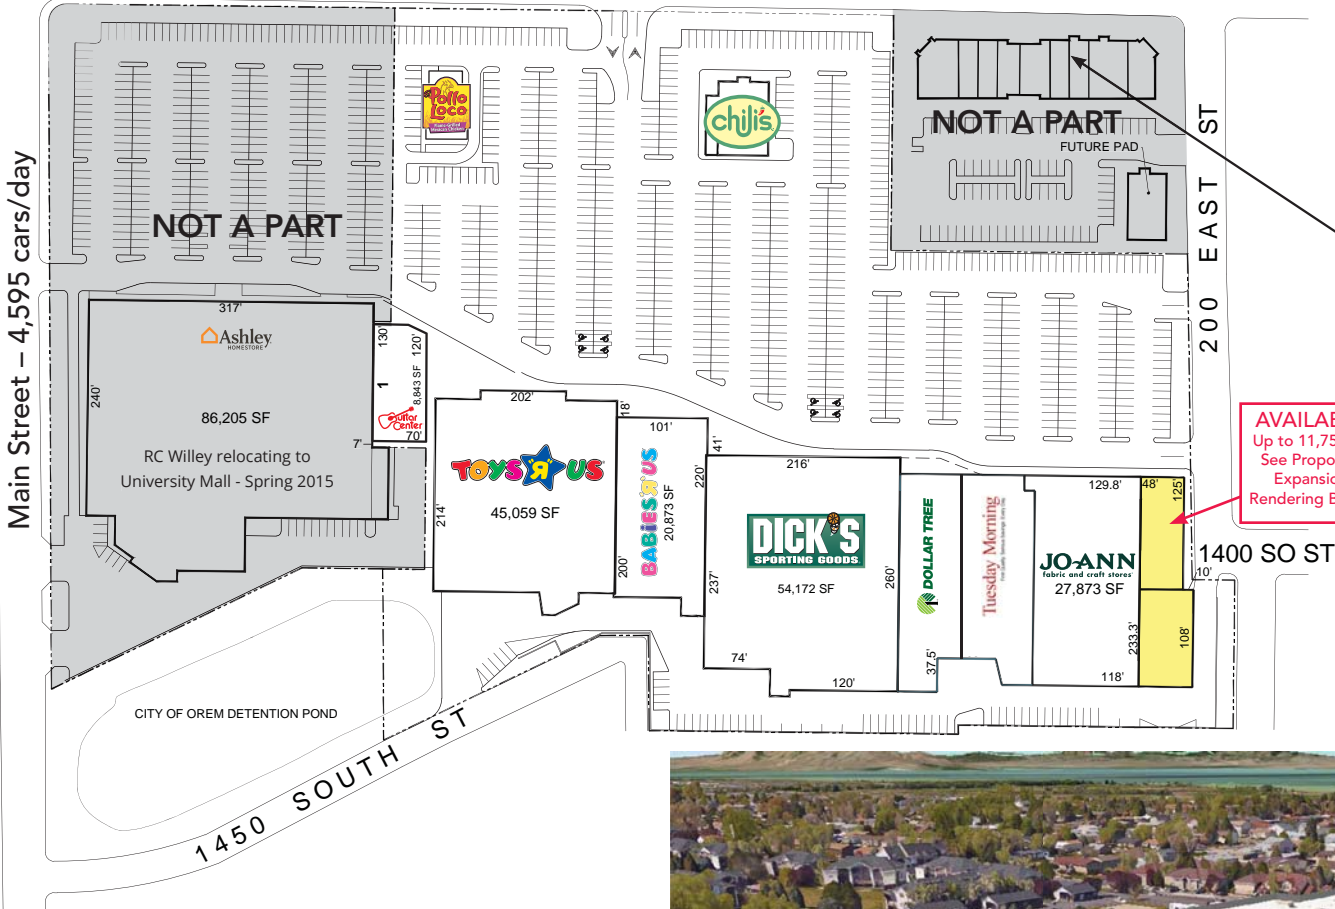 NOT A PART
FUTURE PAD
Pollo
Loco
chili's
NOT A PART
Main Street – 4,595 cars/day
200 EAST ST
317'
Ashley
HOMESTORE
240'
86,205 SF
RC Willey relocating to
University Mall - Spring 2015
7'
130'
120'
1
8,843 SF
Guitar
Center
70'
202'
TOYS R US
45,059 SF
214'
18'
101'
BABIES R US
20,873 SF
220'
200'
41'
216'
DICK'S
SPORTING GOODS
54,172 SF
237'
260'
74'
120'
DOLLAR TREE
37.5'
Tuesday Morning
129.8'
JO-ANN
fabric and craft stores
27,873 SF
233.3'
118'
48'
125'
10'
108'
AVAILAB
Up to 11,75
See Propo
Expansio
Rendering B
1400 SO ST
CITY OF OREM DETENTION POND
1450 SOUTH ST